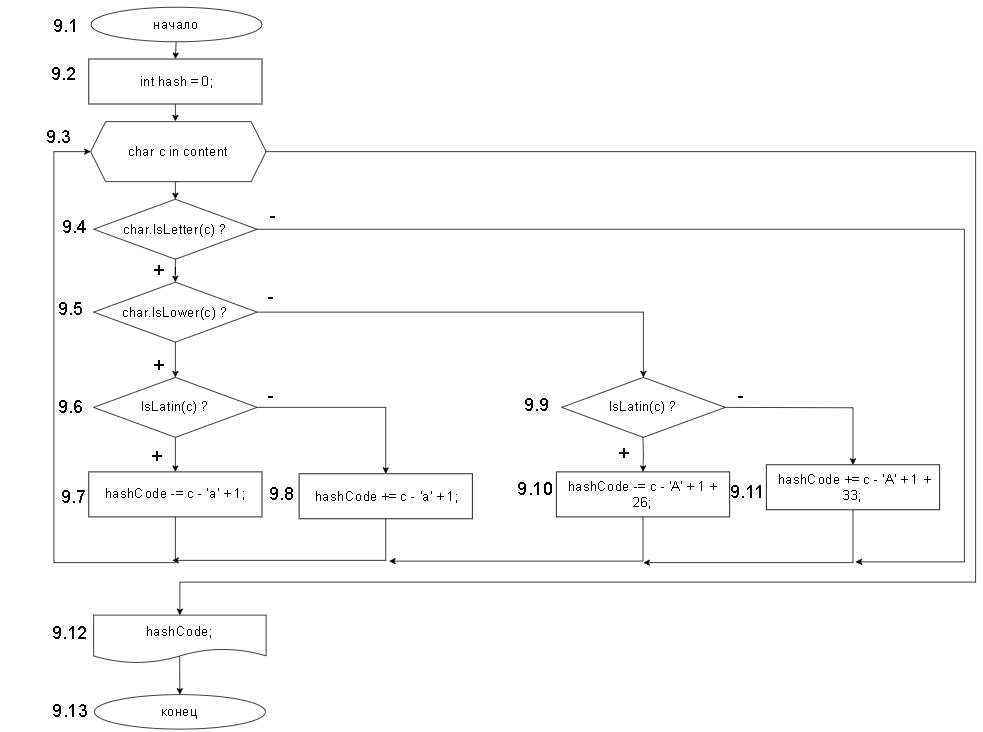 9.1
начало
9.2
int hash = 0;
9.3
char c in content
9.4
char.IsLetter(c) ?
-
+
9.5
char.IsLower(c) ?
-
+
9.6
IsLatin(c) ?
-
+
9.9
IsLatin(c) ?
-
+
9.7
hashCode -= c - 'a' +1;
9.8
hashCode += c - 'a' +1;
9.10
hashCode -= c - 'A' +1 +
26;
9.11
hashCode += c - 'A' +1 +
33;
9.12
hashCode;
9.13
конец